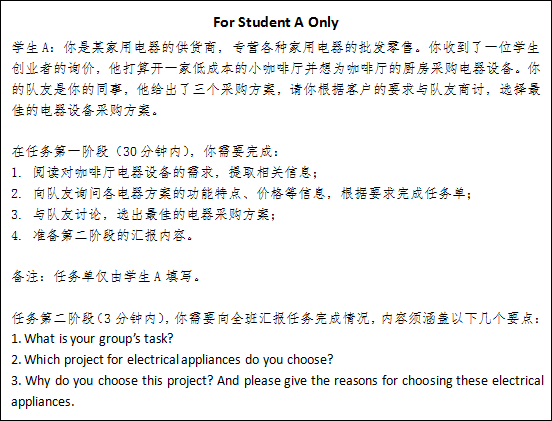 For Student A Only
学生A：你是某家用电器的供货商，专营各种家用电器的批发零售。你收到了一位学生
创业者的询价，他打算开一家低成本的小咖啡厅并想为咖啡厅的厨房采购电器设备。你
的队友是你的同事，他给出了三个采购方案，请你根据客户的要求与队友商讨，选择最
佳的电器设备采购方案。
在任务第一阶段（30分钟内），你需要完成：
1. 阅读对咖啡厅电器设备的需求，提取相关信息；
2. 向队友询问各电器方案的功能特点、价格等信息，根据要求完成任务单；
3. 与队友讨论，选出最佳的电器采购方案；
4. 准备第二阶段的汇报内容。
备注：任务单仅由学生A填写。
任务第二阶段（3分钟内），你需要向全班汇报任务完成情况，内容须涵盖以下几个要点：
1. What is your group’s task?
2. Which project for electrical appliances do you choose?
3. Why do you choose this project? And please give the reasons for choosing these electrical
appliances.